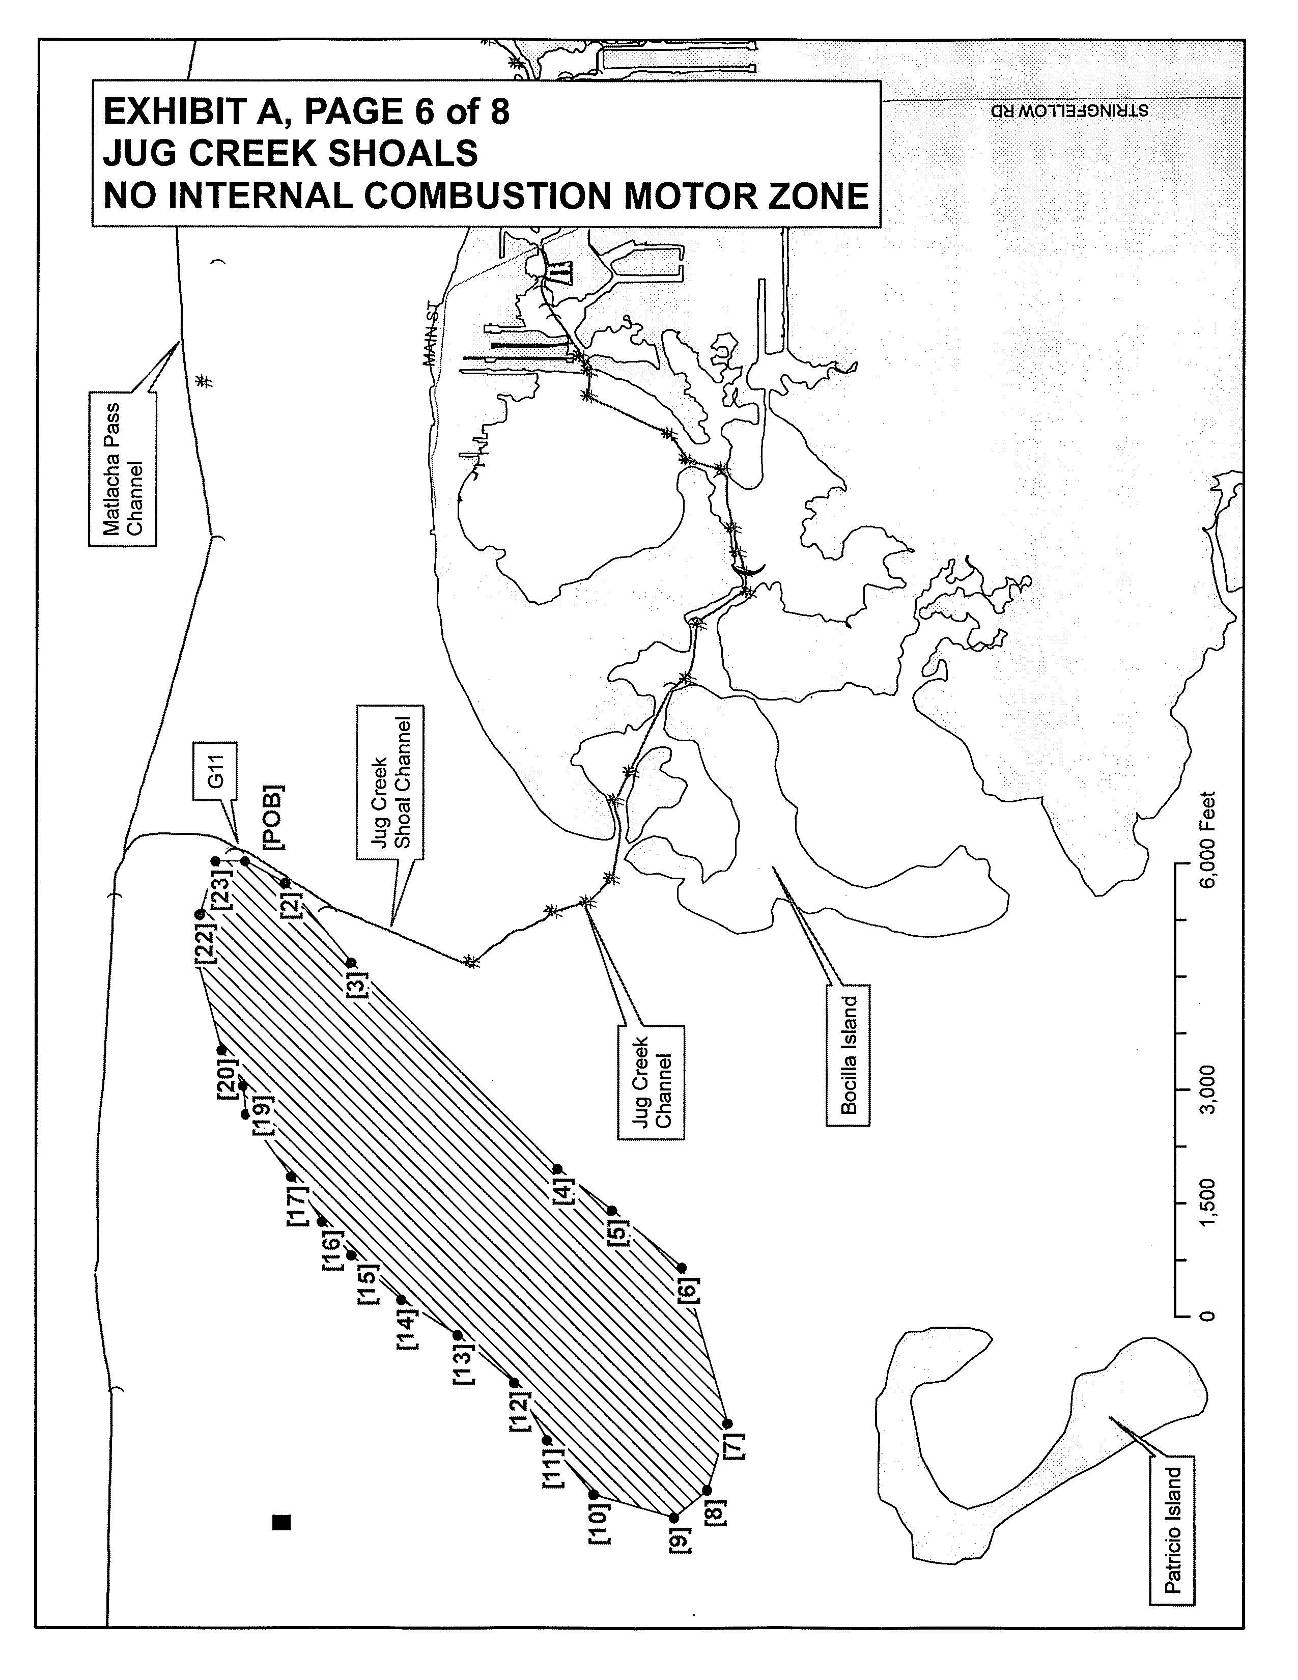 EXHIBIT A, PAGE 6 of 8
JUG CREEK SHOALS
NO INTERNAL COMBUSTION MOTOR ZONE
STRINGFELLOW RD
MAIN ST
Matlacha Pass
Channel
G11
[POB]
Jug Creek
Shoal Channel
[23]
[22]
[2]
[3]
[20]
[19]
[17]
[16]
[15]
[14]
[13]
[12]
[11]
[10]
[9]
[8]
[7]
[6]
[5]
[4]
Jug Creek
Channel
Bocilla Island
Patricio Island
0
1,500
3,000
6,000 Feet